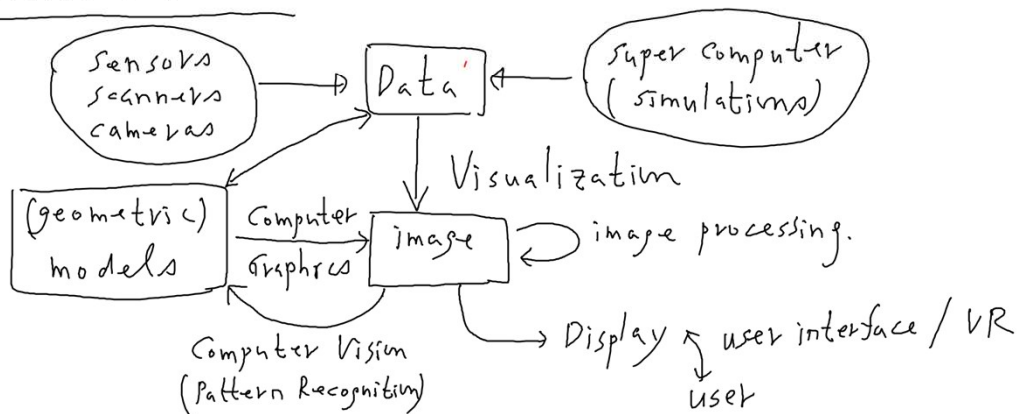 sensors
scanners
cameras
Data
super computer
(simulations)
Visualization
(geometric)
models
Computer
Graphics
image
image processing.
Computer Vision
(Pattern Recognition)
Display
user interface / VR
user